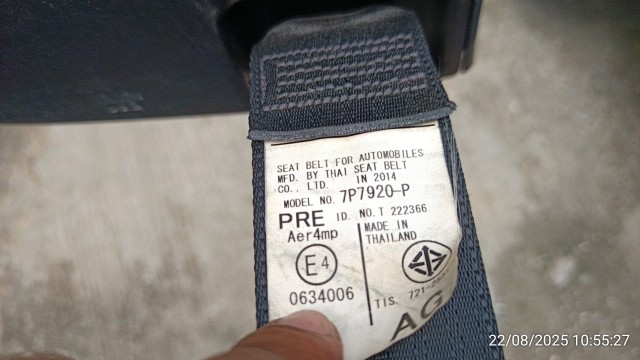 SEAT BELT FOR AUTOMOBILES
MFD. BY THAI SEAT BELT
CO., LTD. IN 2014
MODEL NO. 7P7920-P
PRE ID. NO. T 222366
Aer4mp
MADE IN
THAILAND
E4
0634006
TIS.
AG
22/08/2025 10:55:27